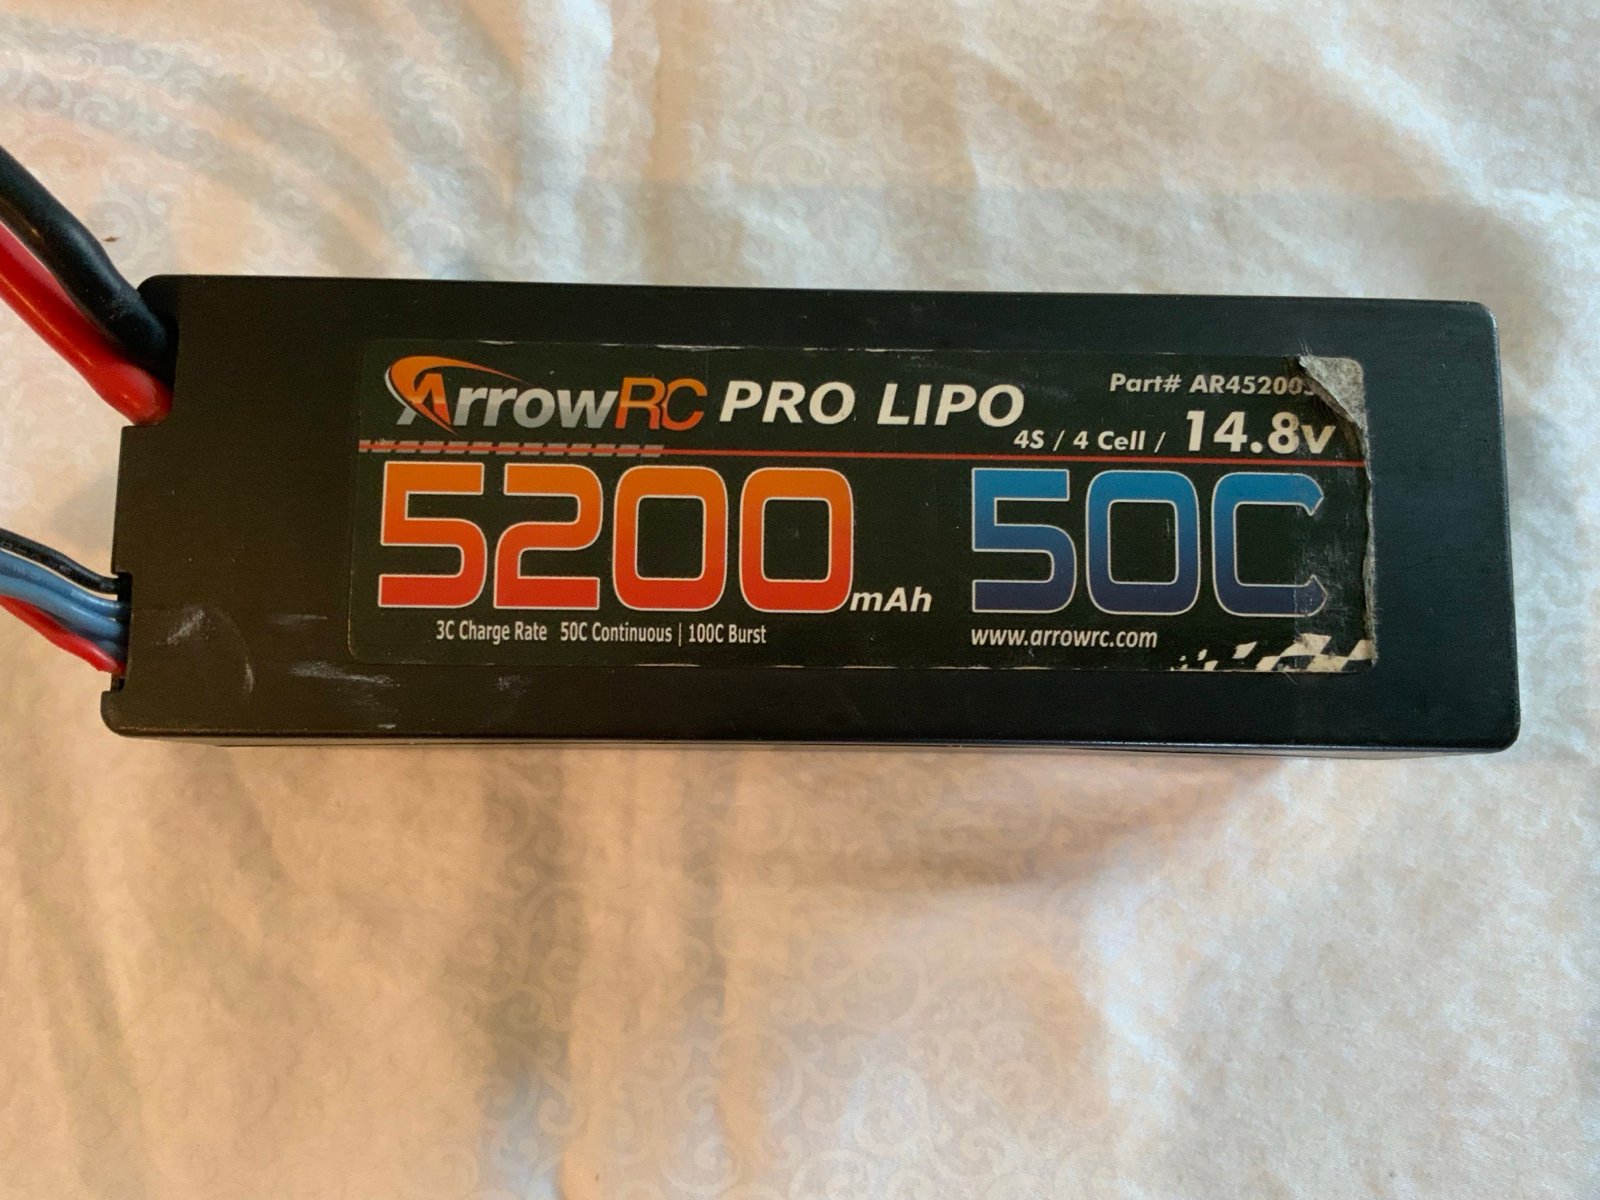 ArrowRC PRO LIPO
Part#
4S / 4 Cell / 14.8v
5200mAh 50C
3C Charge Rate 50C Continuous | 100C Burst
www.arrowrc.com